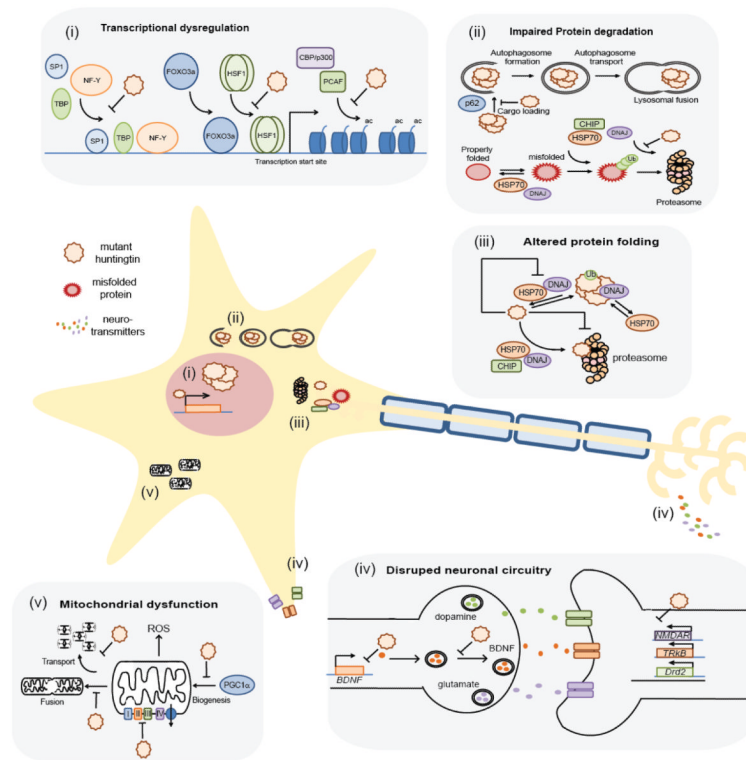 (i) Transcriptional dysregulation
SP1
NF-Y
TBP
SP1
TBP
NF-Y
FOXO3a
FOXO3a
HSF1
HSF1
CBP/p300
PCAF
ac
ac
ac
ac
Transcription start site
(ii) Impaired Protein degradation
Autophagosome
formation
Autophagosome
transport
Lysosomal fusion
p62
Cargo loading
CHIP
HSP70
DNAJ
Properly
folded
misfolded
Ub
HSP70
DNAJ
Proteasome
(iii) Altered protein folding
Ub
DNAJ
HSP70
DNAJ
HSP70
HSP70
DNAJ
CHIP
proteasome
mutant
huntingtin
misfolded
protein
neuro-
transmitters
(ii)
(i)
(iii)
(v)
(iv)
(iv)
(v) Mitochondrial dysfunction
ROS
Transport
Fusion
Biogenesis
PGC1α
I II III IV
(iv) Disruped neuronal circuitry
dopamine
BDNF
BDNF
glutamate
NMDAR
TRkB
Drd2